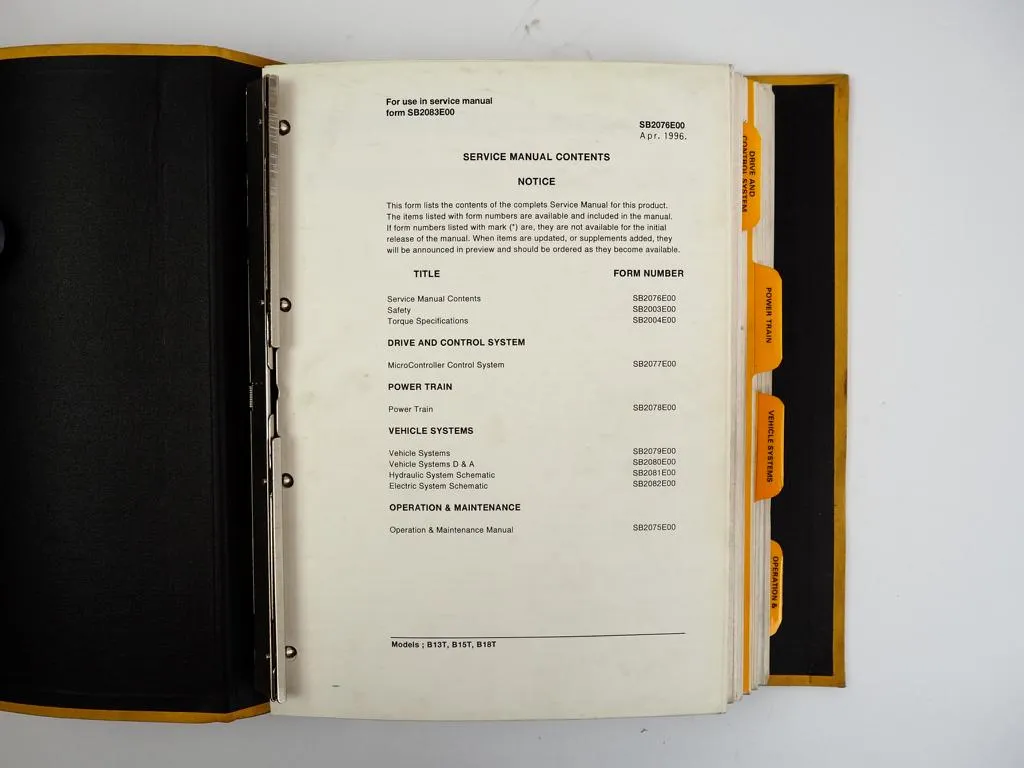 For use in service manual
form SB2083E00
SB2076E00
Apr. 1996.
SERVICE MANUAL CONTENTS
NOTICE
This form lists the contents of the complets Service Manual for this product.
The items listed with form numbers are available and included in the manual.
If form numbers listed with mark (*) are, they are not available for the initial
release of the manual. When items are updated, or supplements added, they
will be announced in preview and should be ordered as they become available.
TITLE FORM NUMBER
Service Manual Contents SB2076E00
Safety SB2003E00
Torque Specifications SB2004E00
DRIVE AND CONTROL SYSTEM
MicroController Control System SB2077E00
POWER TRAIN
Power Train SB2078E00
VEHICLE SYSTEMS
Vehicle Systems SB2079E00
Vehicle Systems D & A SB2080E00
Hydraulic System Schematic SB2081E00
Electric System Schematic SB2082E00
OPERATION & MAINTENANCE
Operation & Maintenance Manual SB2075E00
Models ; B13T, B15T, B18T
DRIVE AND
CONTROL SYSTEM
POWER TRAIN
VEHICLE SYSTEMS
OPERATION &